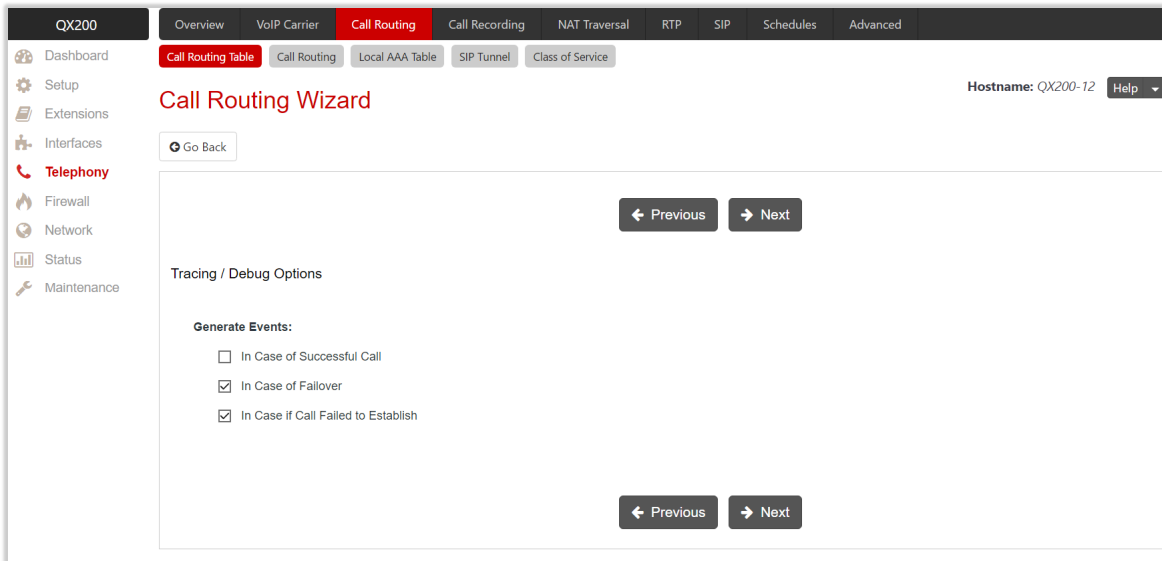 QX200
Overview VoIP Carrier Call Routing Call Recording NAT Traversal RTP SIP Schedules Advanced
Call Routing Table Call Routing Local AAA Table SIP Tunnel Class of Service
Dashboard
Setup
Extensions
Interfaces
Telephony
Firewall
Network
Status
Maintenance
Hostname: QX200-12 Help
Call Routing Wizard
Go Back
Previous Next
Tracing / Debug Options
Generate Events:
In Case of Successful Call
In Case of Failover
In Case if Call Failed to Establish
Previous Next